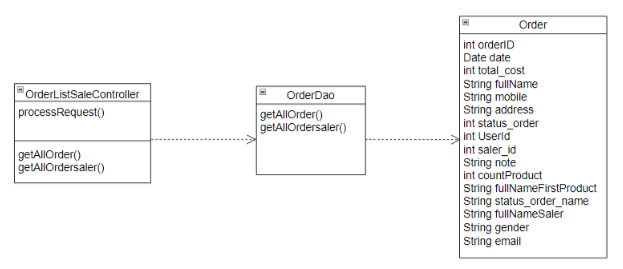 OrderListSaleController
processRequest()
getAllOrder()
getAllOrdersaler()
OrderDao
getAllOrder()
getAllOrdersaler()
Order
int orderID
Date date
int total_cost
String fullName
String mobile
String address
int status_order
int UserId
int saler_id
String note
int countProduct
String fullNameFirstProduct
String status_order_name
String fullNameSaler
String gender
String email